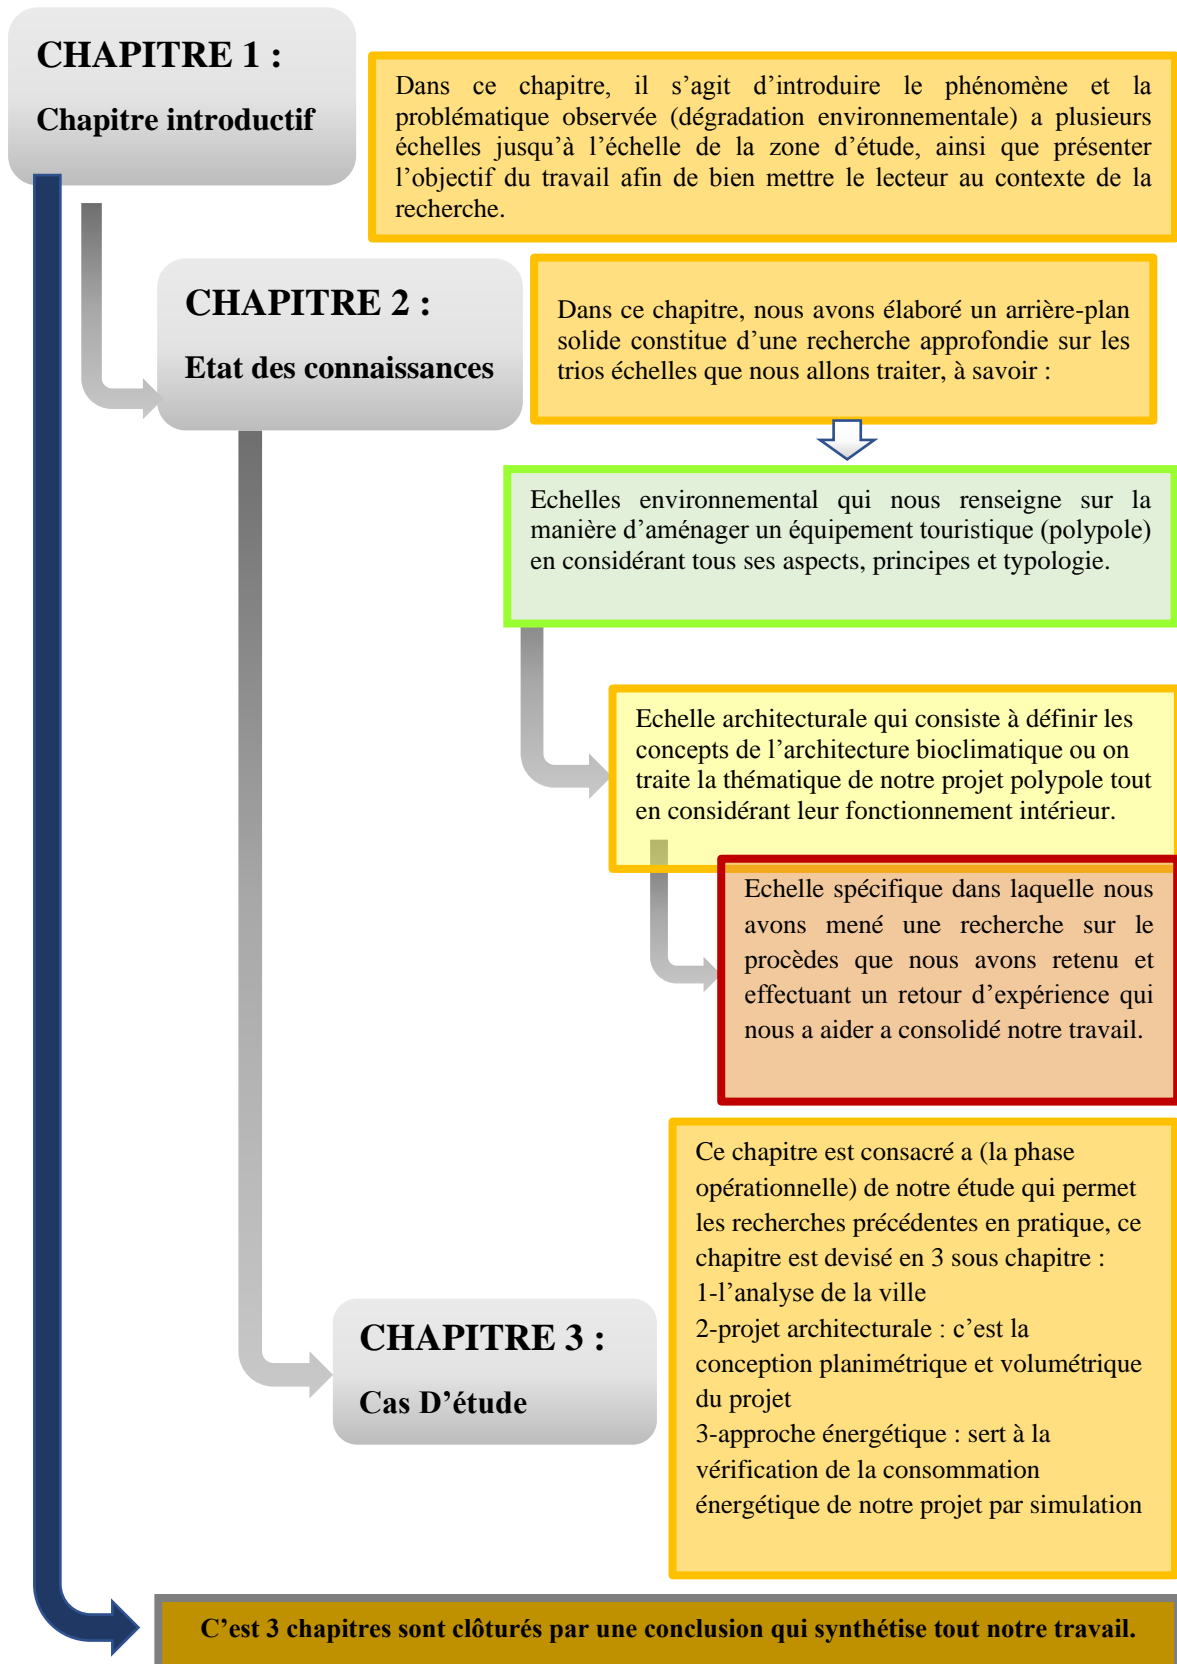 CHAPITRE 1 :
Chapitre introductif
Dans ce chapitre, il s’agit d’introduire le phénomène et la
problématique observée (dégradation environnementale) a plusieurs
échelles jusqu’à l’échelle de la zone d’étude, ainsi que présenter
l’objectif du travail afin de bien mettre le lecteur au contexte de la
recherche.
CHAPITRE 2 :
Etat des connaissances
Dans ce chapitre, nous avons élaboré un arrière-plan
solide constitue d’une recherche approfondie sur les
trios échelles que nous allons traiter, à savoir :
Echelles environnemental qui nous renseigne sur la
manière d’aménager un équipement touristique (polypole)
en considérant tous ses aspects, principes et typologie.
Echelle architecturale qui consiste à définir les
concepts de l’architecture bioclimatique ou on
traite la thématique de notre projet polypole tout
en considérant leur fonctionnement intérieur.
Echelle spécifique dans laquelle nous
avons mené une recherche sur le
procèdes que nous avons retenu et
effectuant un retour d’expérience qui
nous a aider a consolidé notre travail.
CHAPITRE 3 :
Cas D’étude
Ce chapitre est consacré a (la phase
opérationnelle) de notre étude qui permet
les recherches précédentes en pratique, ce
chapitre est devisé en 3 sous chapitre :
1-l’analyse de la ville
2-projet architecturale : c’est la
conception planimétrique et volumétrique
du projet
3-approche énergétique : sert à la
vérification de la consommation
énergétique de notre projet par simulation
C’est 3 chapitres sont clôturés par une conclusion qui synthétise tout notre travail.